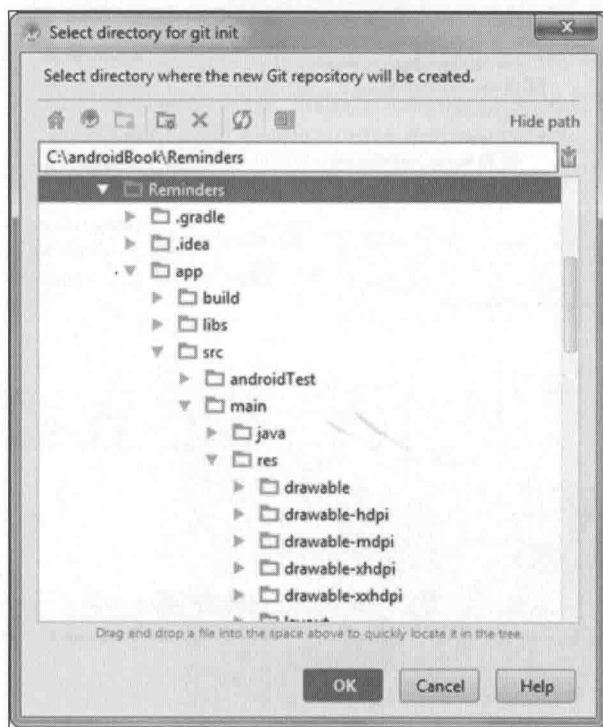 Select directory for git init
Select directory where the new Git repository will be created.
Hide path
C:\androidBook\Reminders
Reminders
.gradle
.idea
app
build
libs
src
androidTest
main
java
res
drawable
drawable-hdpi
drawable-mdpi
drawable-xhdpi
drawable-xxhdpi
layout
Drag and drop a file into the space above to quickly locate it in the tree.
OK
Cancel
Help